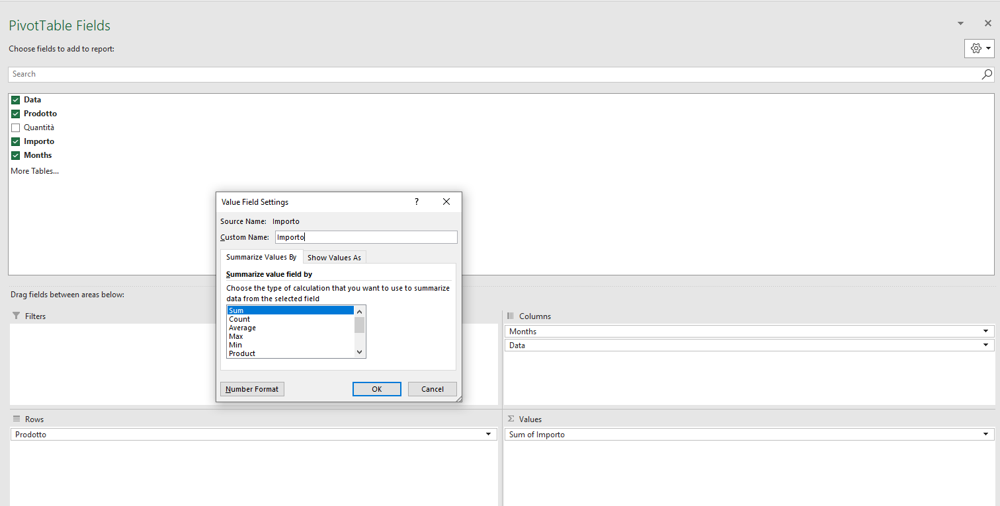 PivotTable Fields
Choose fields to add to report:
Search
Data
Prodotto
Quantità
Importo
Months
More Tables...
Value Field Settings
?
Source Name: Importo
Custom Name: Importo
Summarize Values By
Show Values As
Summarize value field by
Choose the type of calculation that you want to use to summarize
data from the selected field
Sum
Count
Average
Max
Min
Product
Number Format
OK
Cancel
Drag fields between areas below:
Filters
Columns
Months
Data
Rows
Prodotto
Σ Values
Sum of Importo